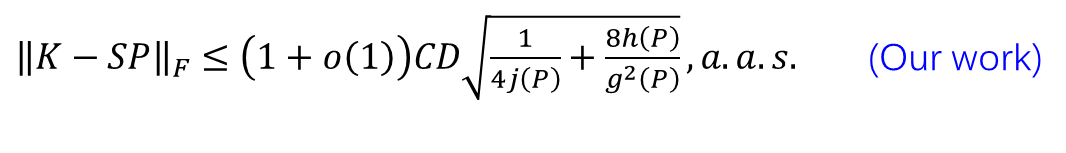 ‖K − SP‖_F ≤ (1 + o(1))CD√(1/(4j(P)) + 8h(P)/g²(P)), a.a.s. (Our work)